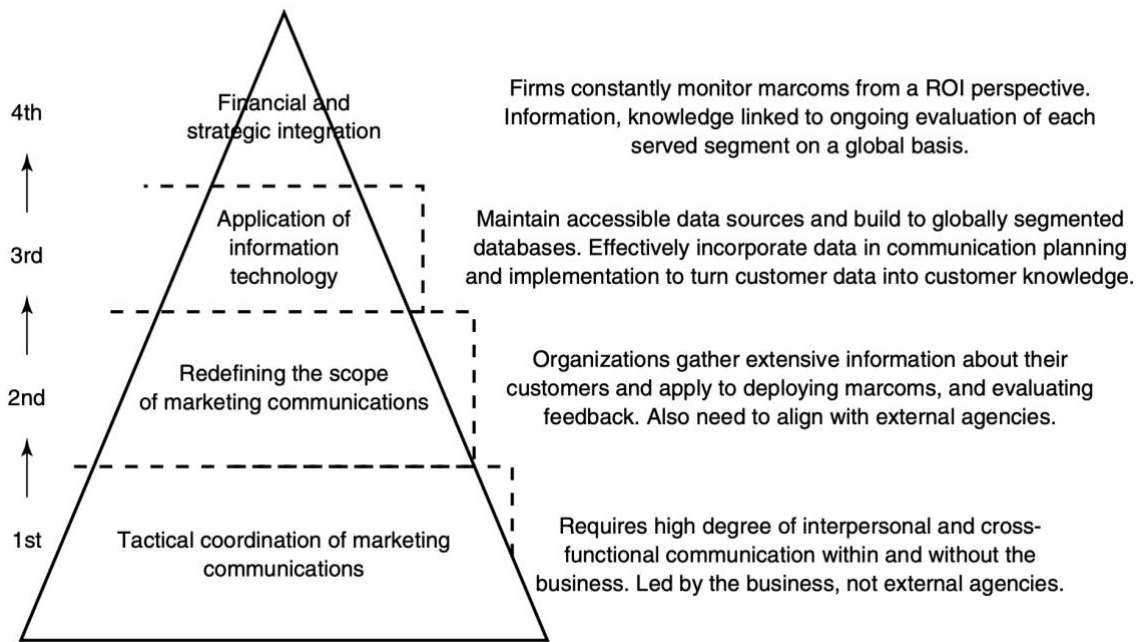 4th
Financial and
strategic integration
Firms constantly monitor marcoms from a ROI perspective.
Information, knowledge linked to ongoing evaluation of each
served segment on a global basis.
3rd
Application of
information
technology
Maintain accessible data sources and build to globally segmented
databases. Effectively incorporate data in communication planning
and implementation to turn customer data into customer knowledge.
2nd
Redefining the scope
of marketing communications
Organizations gather extensive information about their
customers and apply to deploying marcoms, and evaluating
feedback. Also need to align with external agencies.
1st
Tactical coordination of marketing
communications
Requires high degree of interpersonal and cross-
functional communication within and without the
business. Led by the business, not external agencies.